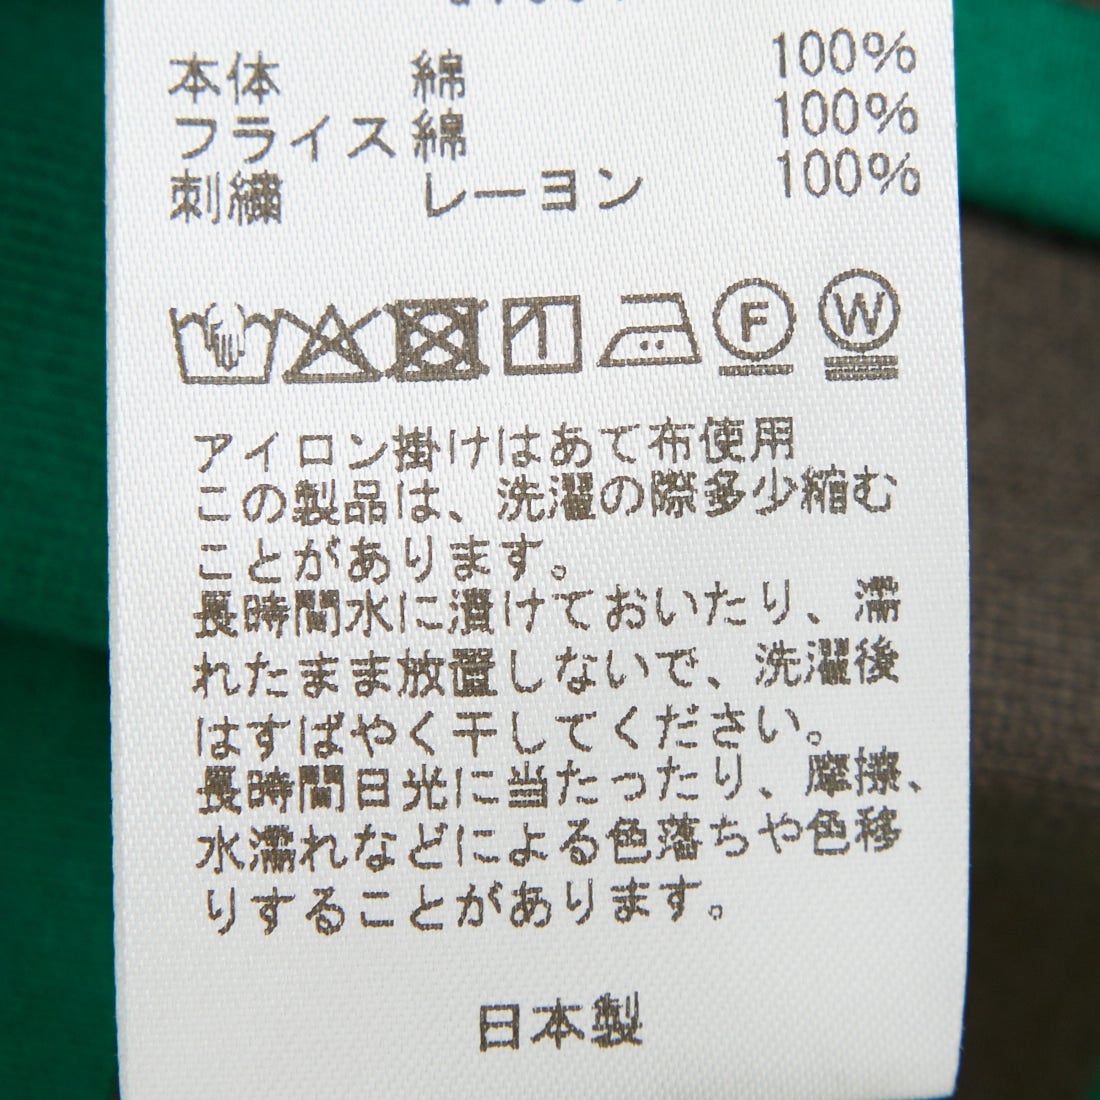 本体 綿 100%
フライス 綿 100%
刺繍 レーヨン 100%
F W
アイロン掛けはあて布使用
この製品は、洗濯の際多少縮む
ことがあります。
長時間水に漬けておいたり、濡
れたまま放置しないで、洗濯後
はすばやく干してください。
長時間日光に当たったり、摩擦、
水濡れなどによる色落ちや色移
りすることがあります。
日本製